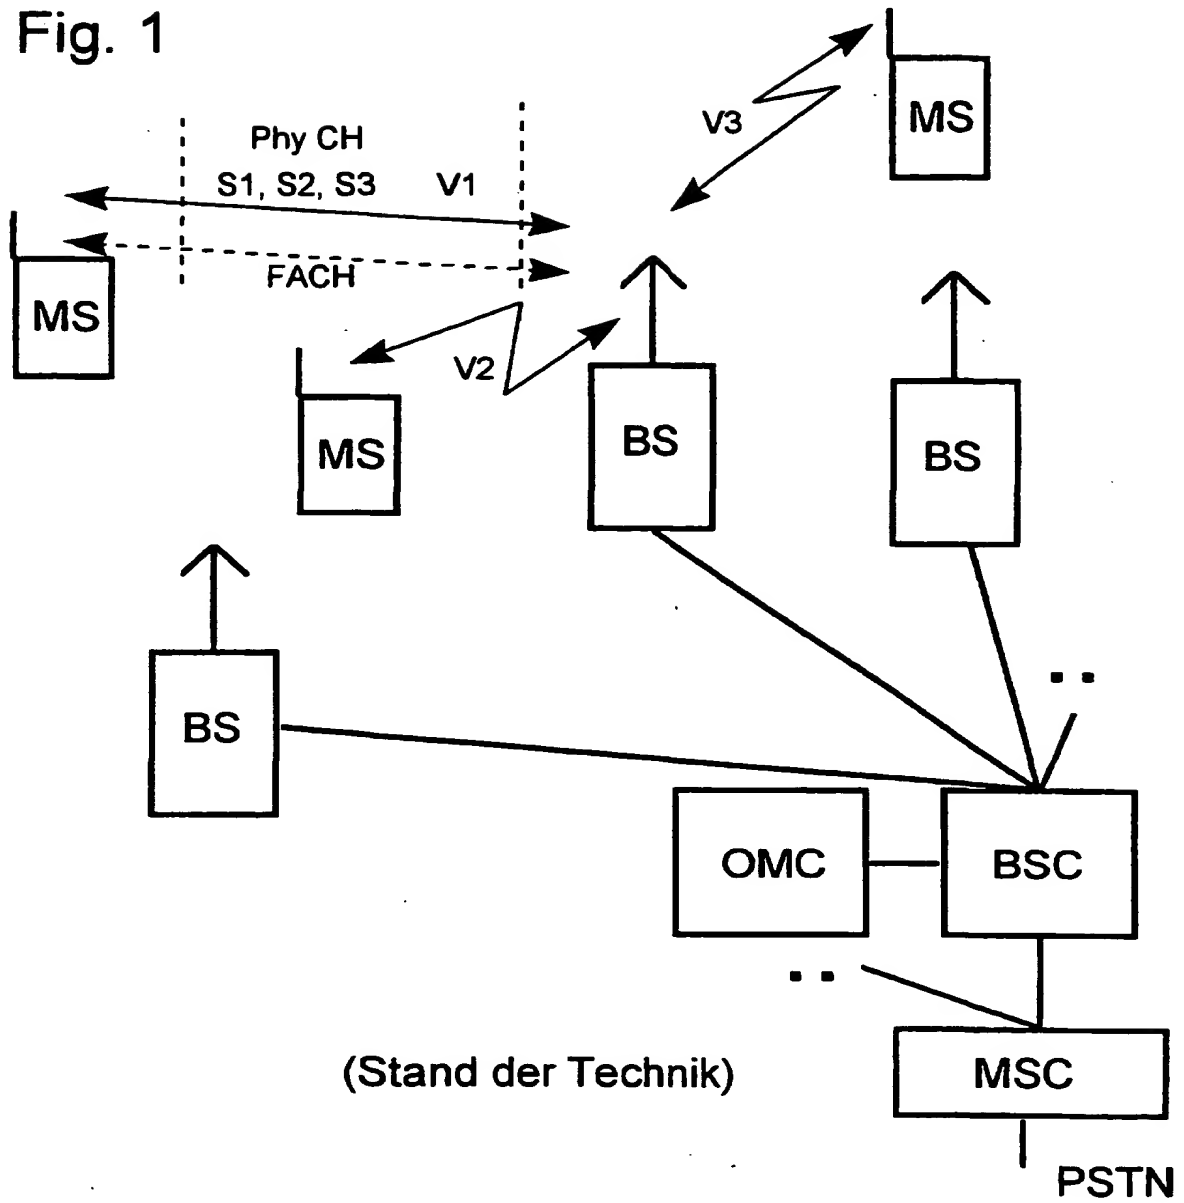 Fig. 1
MS
V3
Phy CH
S1, S2, S3 V1
FACH
MS
V2
MS
BS
BS
BS
OMC
BSC
(Stand der Technik)
MSC
PSTN